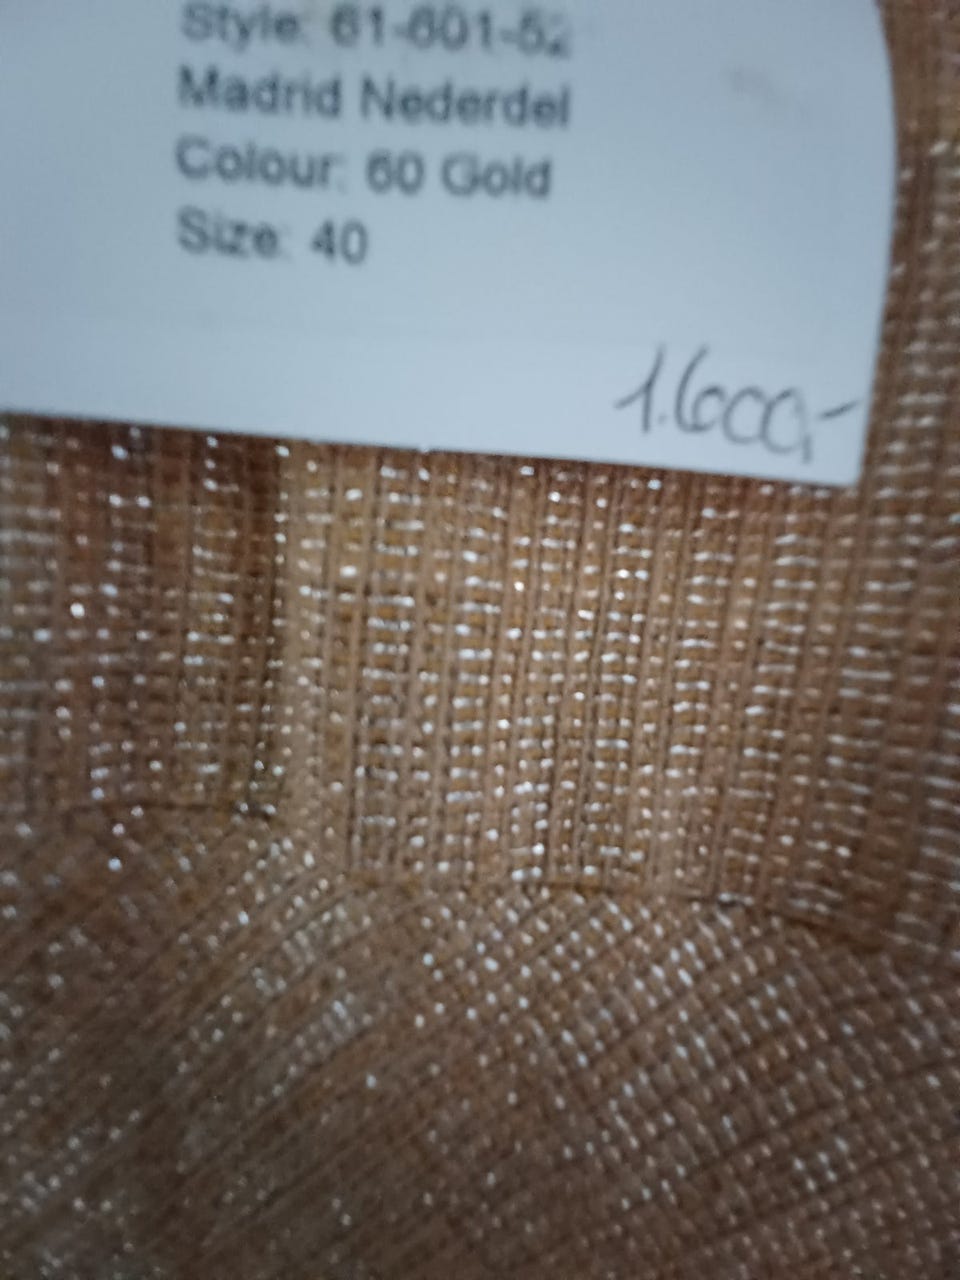 Style: 61-601-52
Madrid Nederdel
Colour: 60 Gold
Size: 40
1.600,-